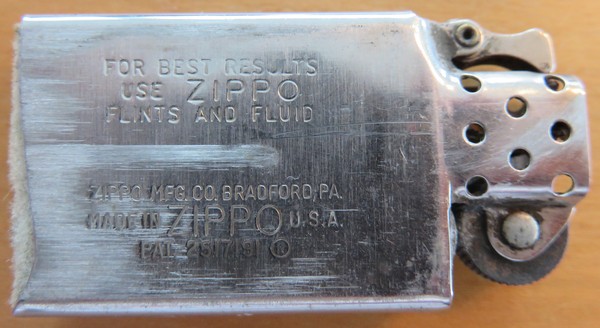 FOR BEST RESULTS
USE ZIPPO
FLINTS AND FLUID
ZIPPO MFG. CO. BRADFORD, PA.
MADE IN ZIPPO U.S.A.
PAT. 2517191